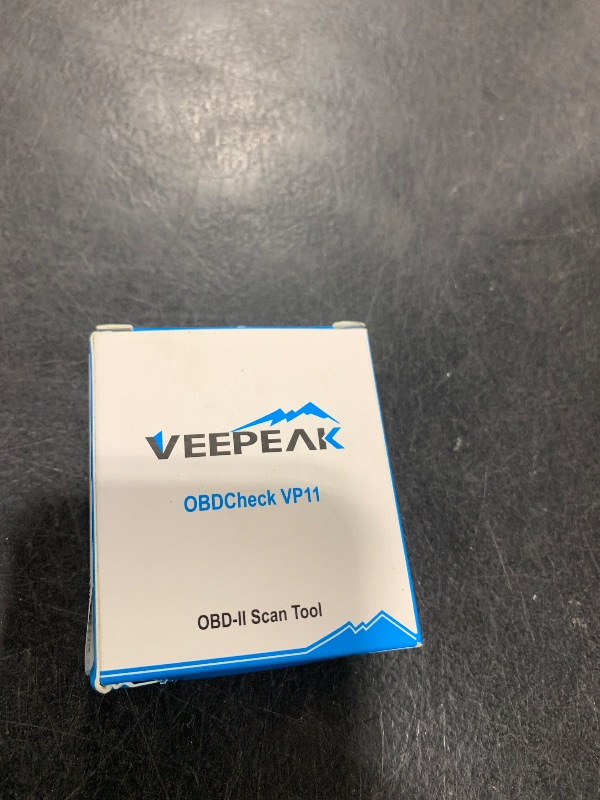 VEEPEAK
OBDCheck VP11
OBD-II Scan Tool